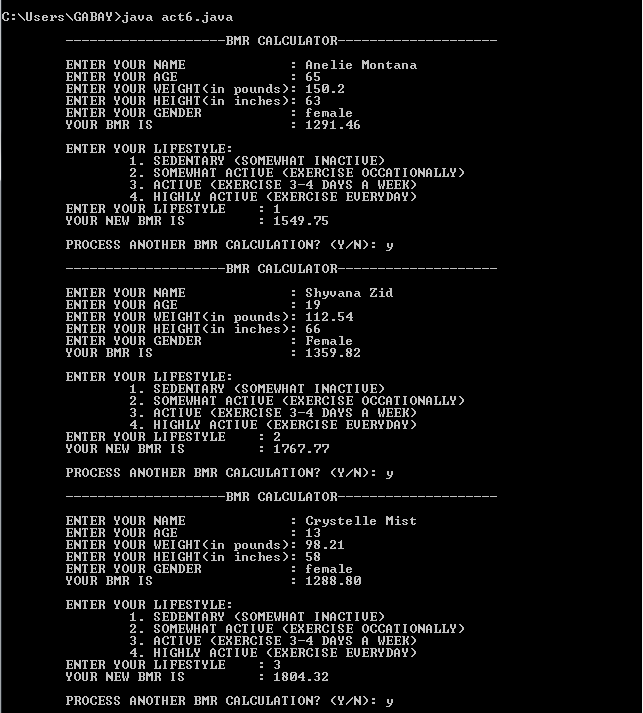 C:\Users\GABAY>java act6.java
--------------------BMR CALCULATOR--------------------
ENTER YOUR NAME : Anelie Montana
ENTER YOUR AGE : 65
ENTER YOUR WEIGHT(in pounds): 150.2
ENTER YOUR HEIGHT(in inches): 63
ENTER YOUR GENDER : female
YOUR BMR IS : 1291.46
ENTER YOUR LIFESTYLE:
1. SEDENTARY (SOMEWHAT INACTIVE)
2. SOMEWHAT ACTIVE (EXERCISE OCCATIONALLY)
3. ACTIVE (EXERCISE 3-4 DAYS A WEEK)
4. HIGHLY ACTIVE (EXERCISE EVERYDAY)
ENTER YOUR LIFESTYLE : 1
YOUR NEW BMR IS : 1549.75
PROCESS ANOTHER BMR CALCULATION? (Y/N): y
--------------------BMR CALCULATOR--------------------
ENTER YOUR NAME : Shyvana Zid
ENTER YOUR AGE : 19
ENTER YOUR WEIGHT(in pounds): 112.54
ENTER YOUR HEIGHT(in inches): 66
ENTER YOUR GENDER : Female
YOUR BMR IS : 1359.82
ENTER YOUR LIFESTYLE:
1. SEDENTARY (SOMEWHAT INACTIVE)
2. SOMEWHAT ACTIVE (EXERCISE OCCATIONALLY)
3. ACTIVE (EXERCISE 3-4 DAYS A WEEK)
4. HIGHLY ACTIVE (EXERCISE EVERYDAY)
ENTER YOUR LIFESTYLE : 2
YOUR NEW BMR IS : 1767.77
PROCESS ANOTHER BMR CALCULATION? (Y/N): y
--------------------BMR CALCULATOR--------------------
ENTER YOUR NAME : Crystelle Mist
ENTER YOUR AGE : 13
ENTER YOUR WEIGHT(in pounds): 98.21
ENTER YOUR HEIGHT(in inches): 58
ENTER YOUR GENDER : female
YOUR BMR IS : 1288.80
ENTER YOUR LIFESTYLE:
1. SEDENTARY (SOMEWHAT INACTIVE)
2. SOMEWHAT ACTIVE (EXERCISE OCCATIONALLY)
3. ACTIVE (EXERCISE 3-4 DAYS A WEEK)
4. HIGHLY ACTIVE (EXERCISE EVERYDAY)
ENTER YOUR LIFESTYLE : 3
YOUR NEW BMR IS : 1804.32
PROCESS ANOTHER BMR CALCULATION? (Y/N): y